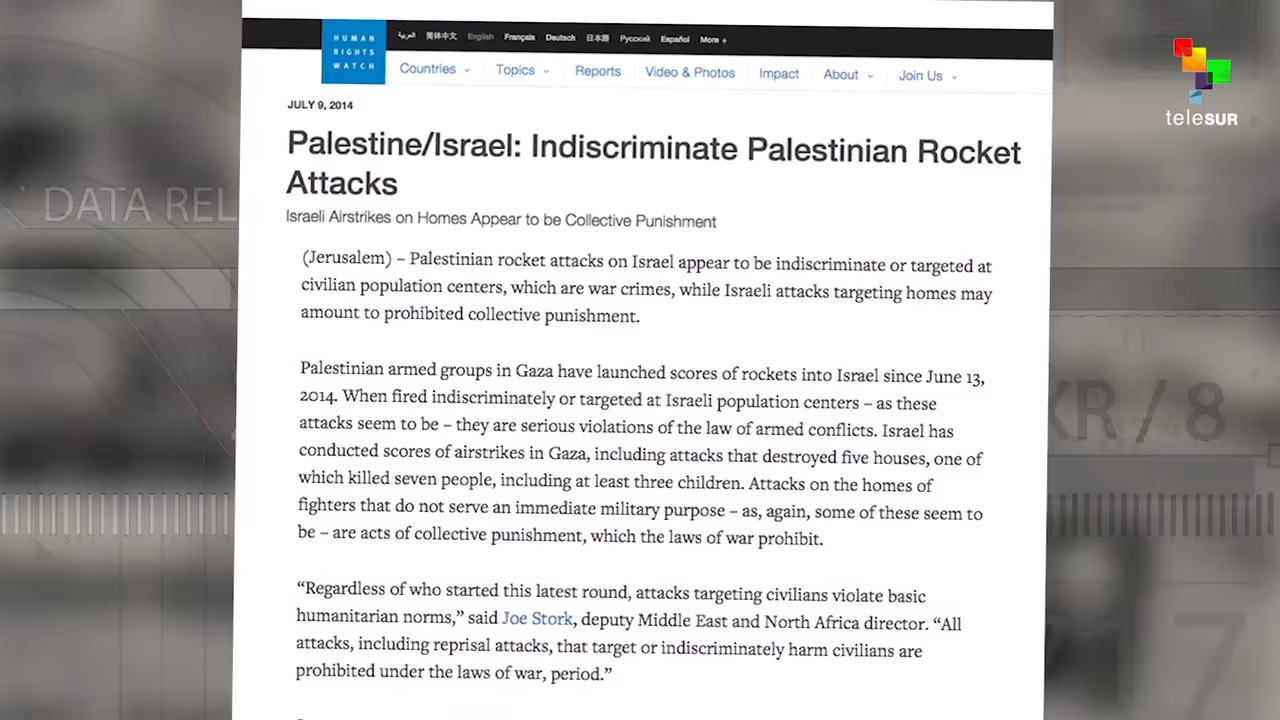 HUMAN
RIGHTS
WATCH
العربية 简体中文 English Français Deutsch 日本語 Русский Español More +
Countries Topics Reports Video & Photos Impact About Join Us
teleSUR
JULY 9, 2014
Palestine/Israel: Indiscriminate Palestinian Rocket
Attacks
Israeli Airstrikes on Homes Appear to be Collective Punishment
DATA REL
(Jerusalem) – Palestinian rocket attacks on Israel appear to be indiscriminate or targeted at
civilian population centers, which are war crimes, while Israeli attacks targeting homes may
amount to prohibited collective punishment.
Palestinian armed groups in Gaza have launched scores of rockets into Israel since June 13,
2014. When fired indiscriminately or targeted at Israeli population centers – as these
attacks seem to be – they are serious violations of the law of armed conflicts. Israel has
conducted scores of airstrikes in Gaza, including attacks that destroyed five houses, one of
which killed seven people, including at least three children. Attacks on the homes of
fighters that do not serve an immediate military purpose – as, again, some of these seem to
be – are acts of collective punishment, which the laws of war prohibit.
XR / 8
“Regardless of who started this latest round, attacks targeting civilians violate basic
humanitarian norms,” said Joe Stork, deputy Middle East and North Africa director. “All
attacks, including reprisal attacks, that target or indiscriminately harm civilians are
prohibited under the laws of war, period.”
7